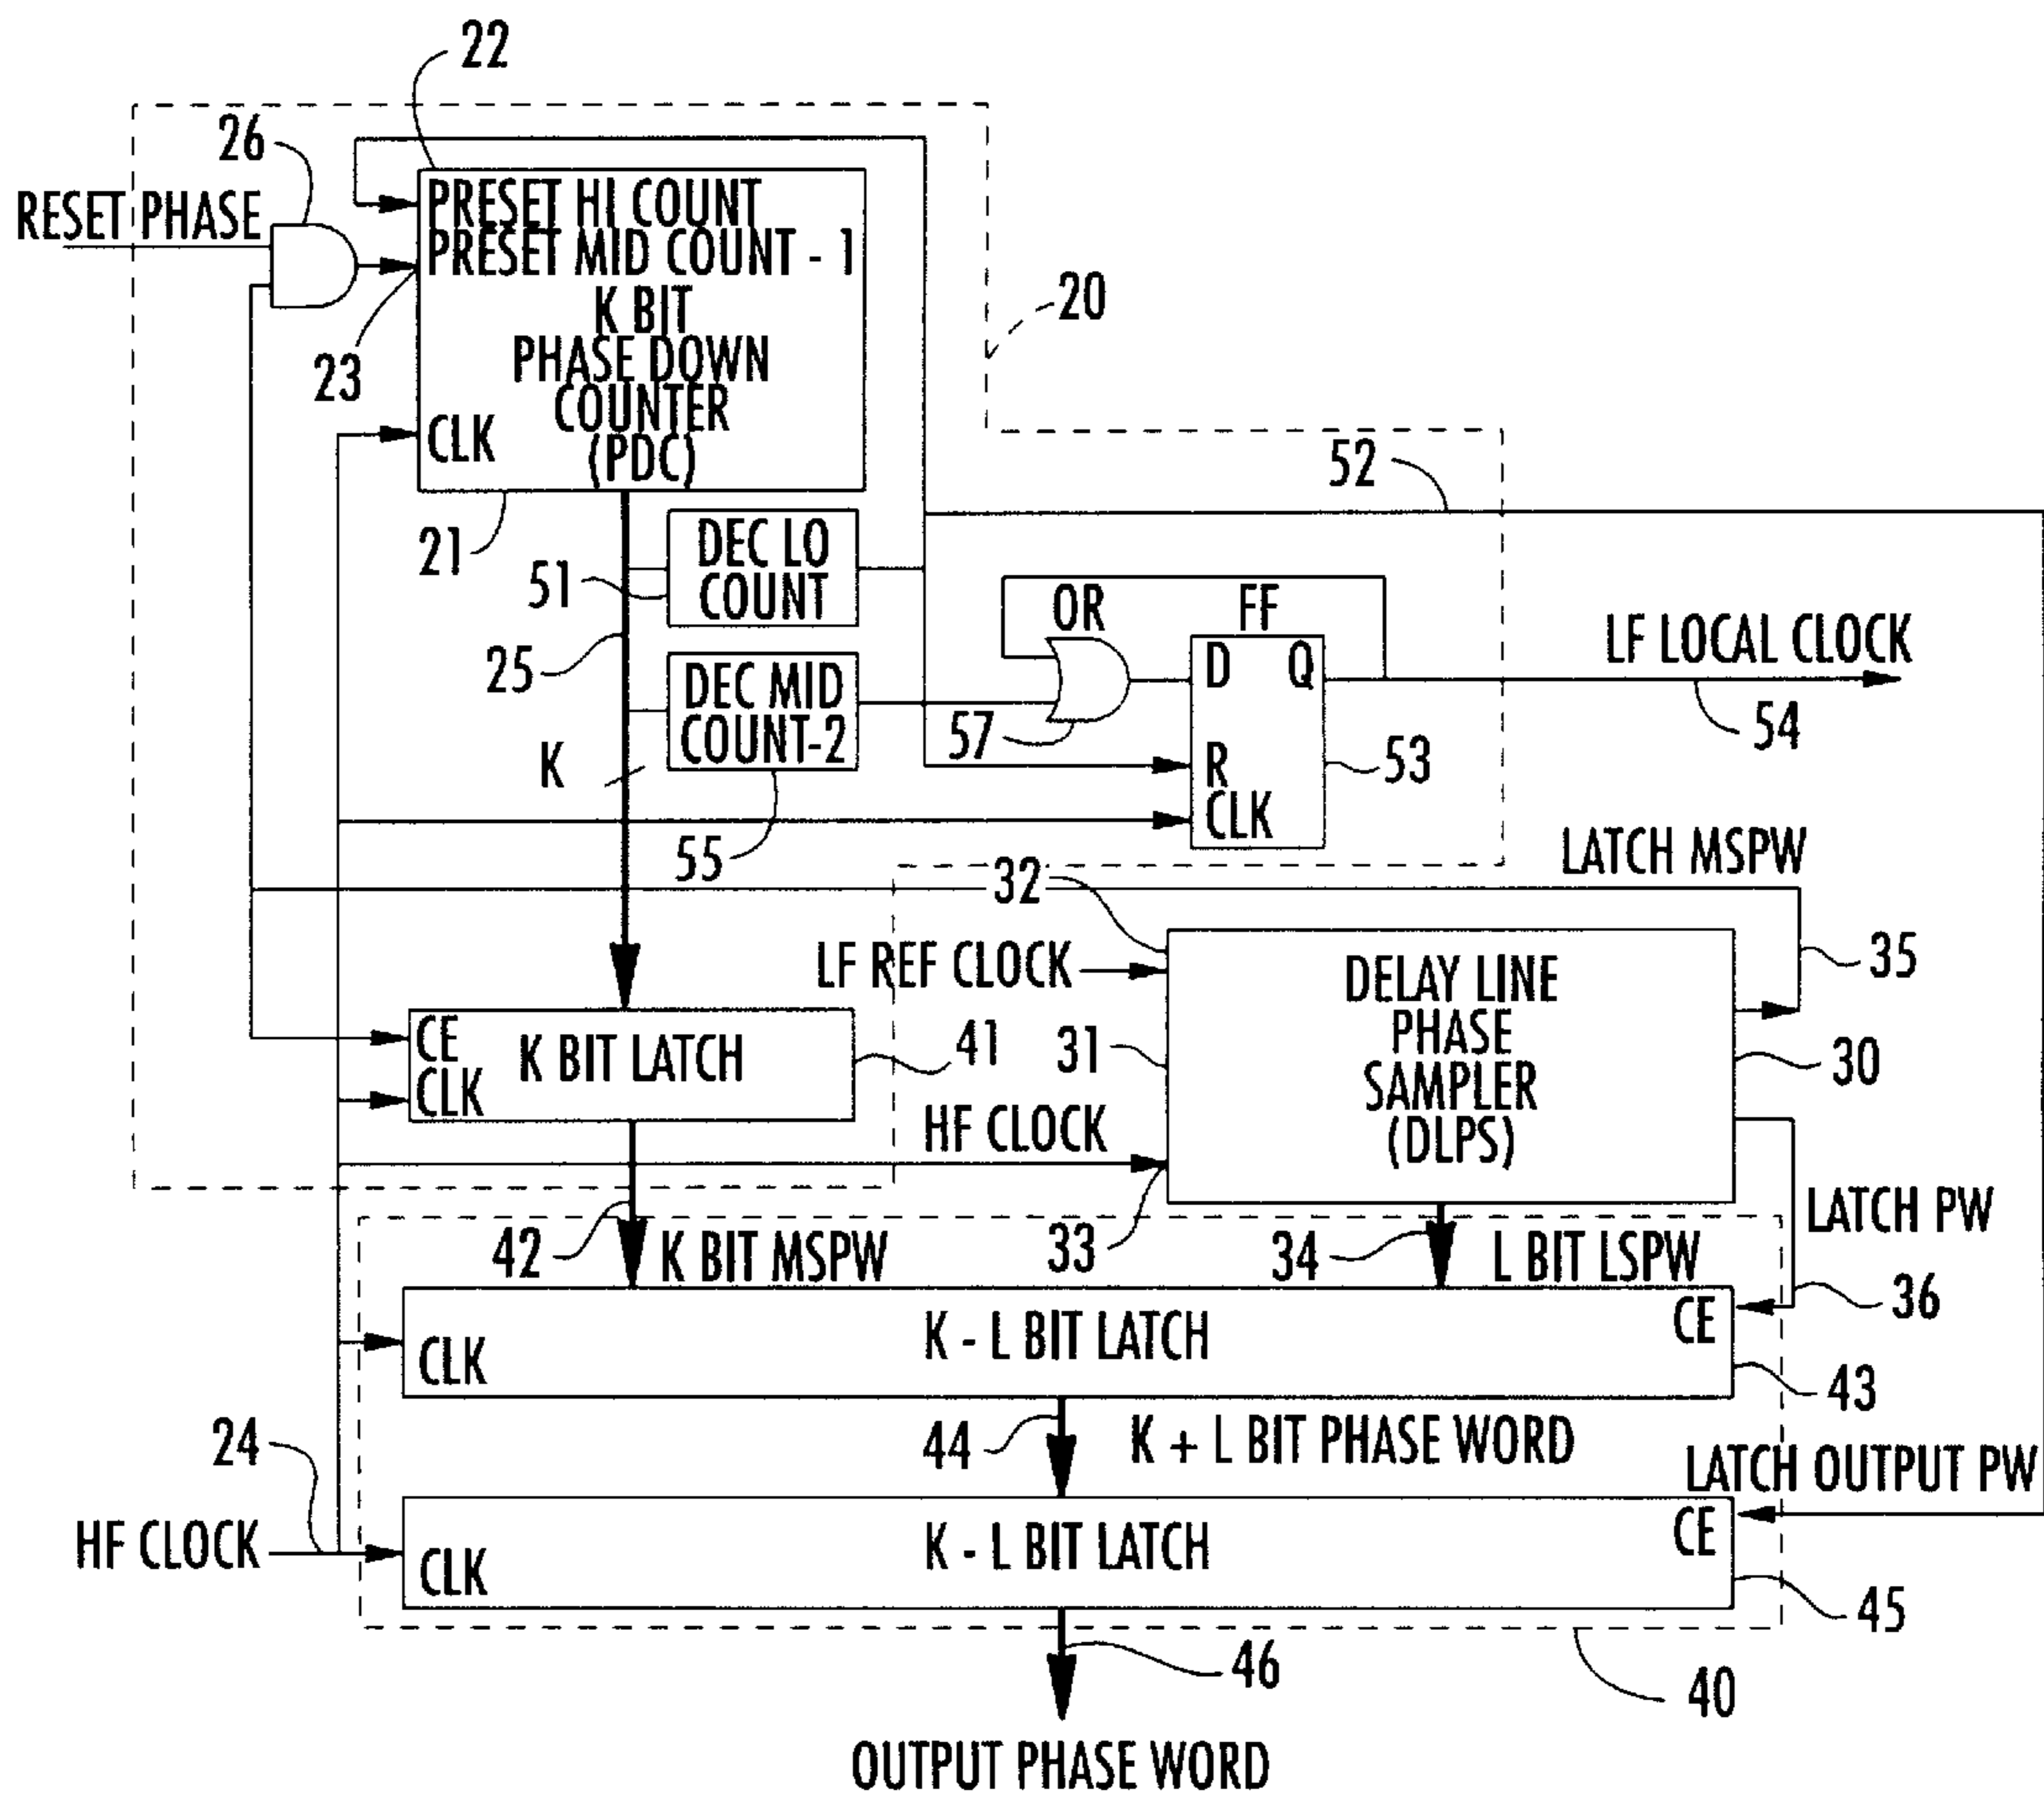 22
26
RESET PHASE
PRESET HI COUNT
PRESET MID COUNT - 1
K BIT
PHASE DOWN
COUNTER
(PDC)
CLK
23
20
21
52
51
DEC LO
COUNT
25
DEC MID
COUNT-2
K
55
OR
57
FF
D
Q
R
CLK
53
LF LOCAL CLOCK
54
LATCH MSPW
32
LF REF CLOCK
35
DELAY LINE
PHASE
SAMPLER
(DLPS)
31
30
CE
CLK
K BIT LATCH
41
HF CLOCK
33
42
K BIT MSPW
34
L BIT LSPW
LATCH PW
36
K - L BIT LATCH
CE
CLK
43
24
44
K + L BIT PHASE WORD
LATCH OUTPUT PW
HF CLOCK
K - L BIT LATCH
CE
CLK
45
46
40
OUTPUT PHASE WORD